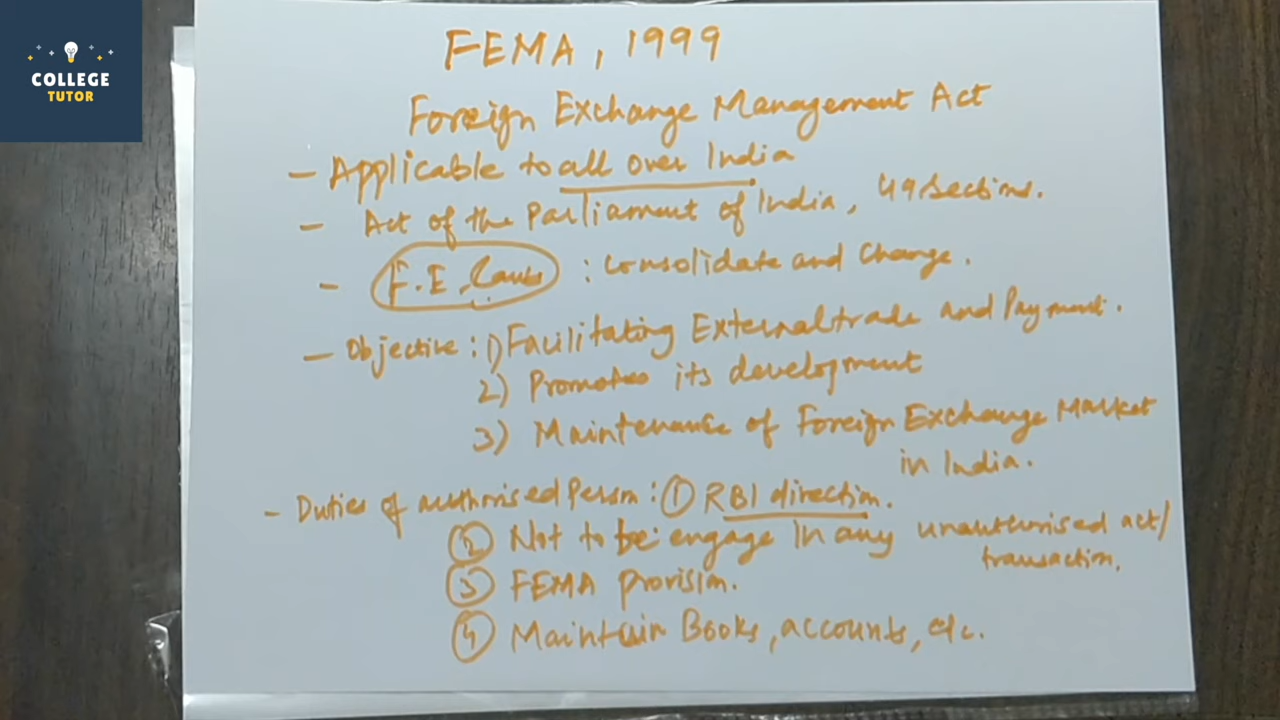 COLLEGE
TUTOR
FEMA, 1999
Foreign Exchange Management Act
- Applicable to all over India
- Act of the Parliament of India, 49 Sections.
- F.E. Laws : Consolidate and Change.
- Objective : 1) Facilitating External trade and Payment.
2) Promotes its development
3) Maintenance of Foreign Exchange Market
in India.
- Duties of authorised Person : ① RBI direction.
② Not to be engage in any unauthorised act/
transaction.
③ FEMA provision.
④ Maintain Books, accounts, etc.